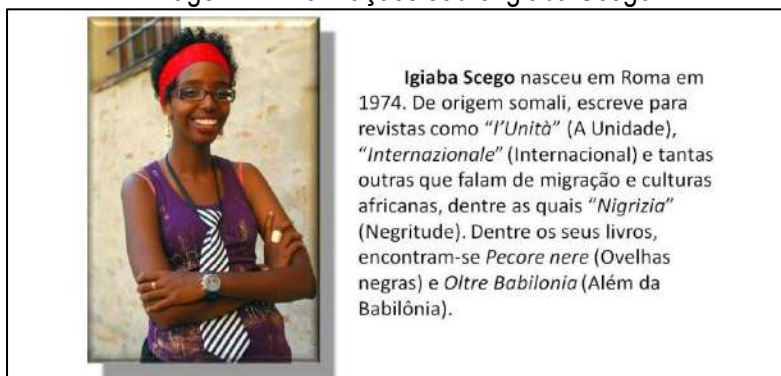 Igiaba Scego nasceu em Roma em
1974. De origem somali, escreve para
revistas como “l’Unità” (A Unidade),
“Internazionale” (Internacional) e tantas
outras que falam de migração e culturas
africanas, dentre as quais “Nigrizia”
(Negritude). Dentre os seus livros,
encontram-se Pecore nere (Ovelhas
negras) e Oltre Babilonia (Além da
Babilônia).